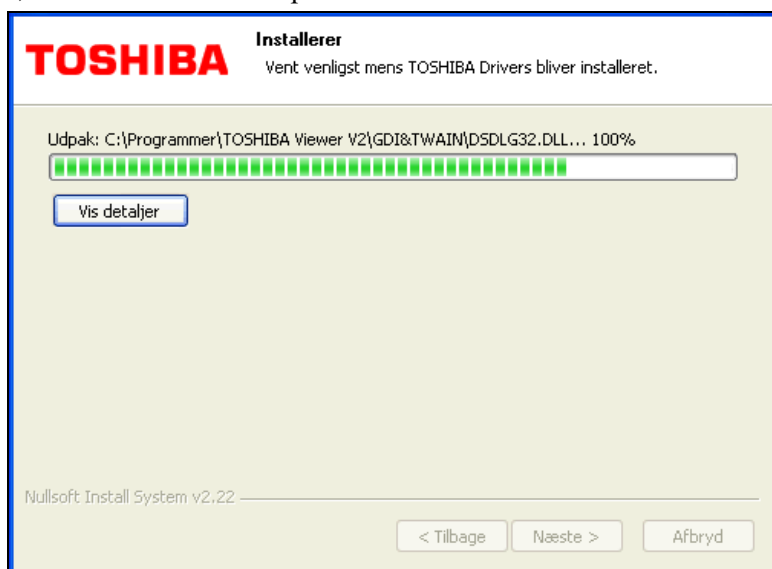 Installerer
TOSHIBA
Vent venligst mens TOSHIBA Drivers bliver installeret.
Udpak: C:\Programmer\TOSHIBA Viewer V2\GDI&TWAIN\DSDLG32.DLL... 100%
Vis detaljer
Nullsoft Install System v2.22
< Tilbage
Næste >
Afbryd